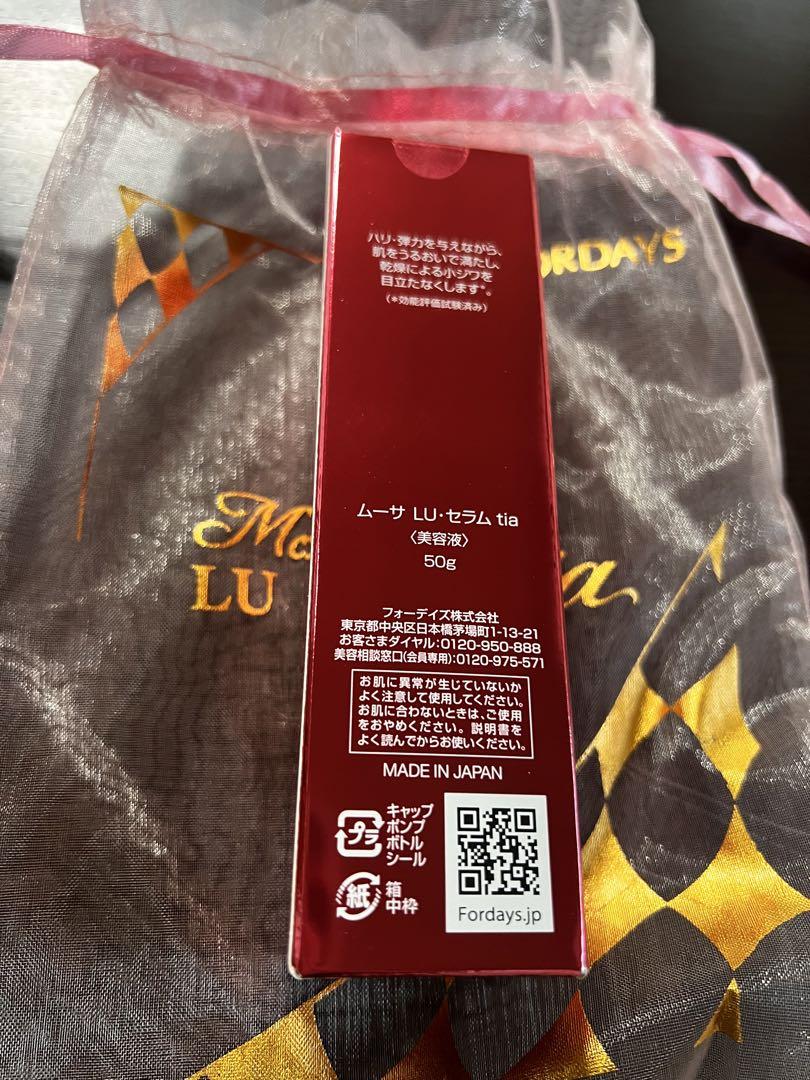 ORDAYS
ハリ・弾力を与えながら、
肌をうるおいで満たし、
乾燥による小ジワを
目立たなくします*。
(*効能評価試験済み)
ムーサ LU・セラム tia
〈美容液〉
50g
LU
フォーデイズ株式会社
東京都中央区日本橋茅場町1-13-21
お客さまダイヤル:0120-950-888
美容相談窓口(会員専用):0120-975-571
お肌に異常が生じていないか
よく注意して使用してください。
お肌に合わないときは、ご使用
をおやめください。説明書を
よく読んでからお使いください。
MADE IN JAPAN
プラ
キャップ
ポンプ
ボトル
シール
紙
箱
中枠
Fordays.jp